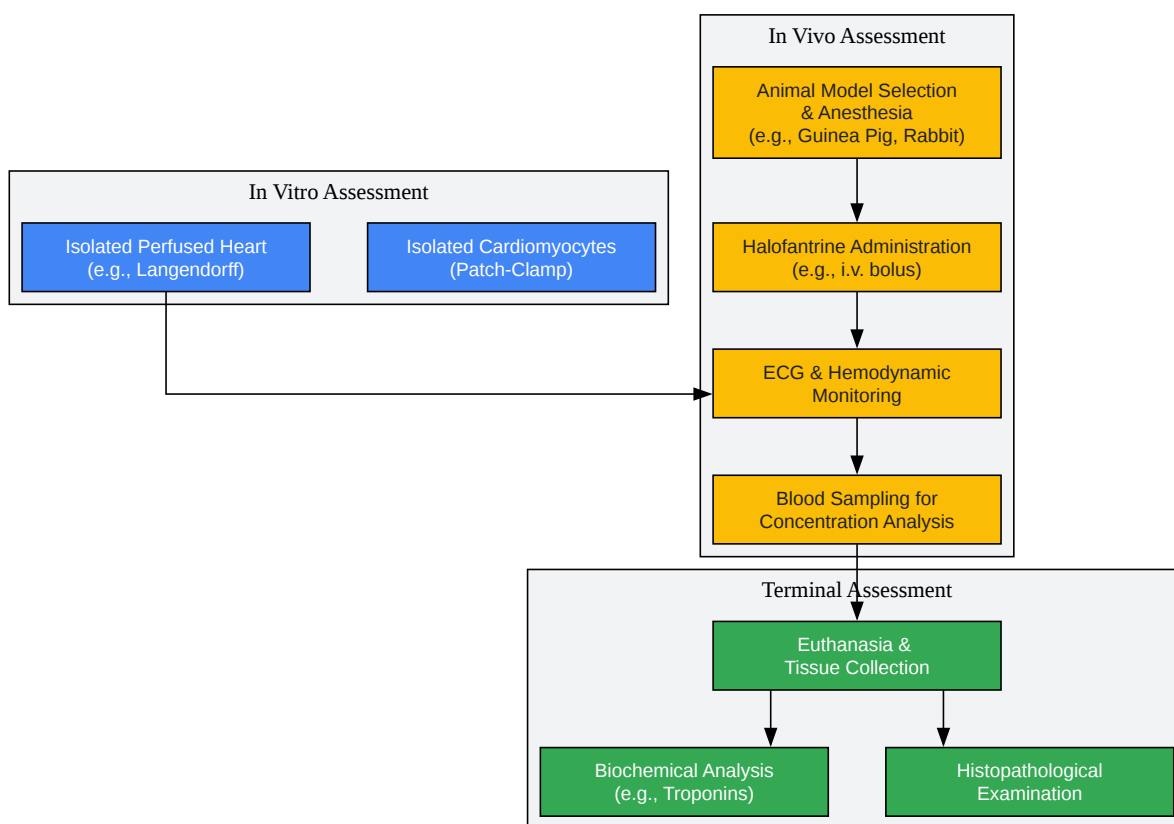 In Vivo Assessment
Animal Model Selection
& Anesthesia
(e.g., Guinea Pig, Rabbit)
In Vitro Assessment
Isolated Perfused Heart
(e.g., Langendorff)
Isolated Cardiomyocytes
(Patch-Clamp)
Halofantrine Administration
(e.g., i.v. bolus)
ECG & Hemodynamic
Monitoring
Blood Sampling for
Concentration Analysis
Terminal Assessment
Euthanasia &
Tissue Collection
Biochemical Analysis
(e.g., Troponins)
Histopathological
Examination